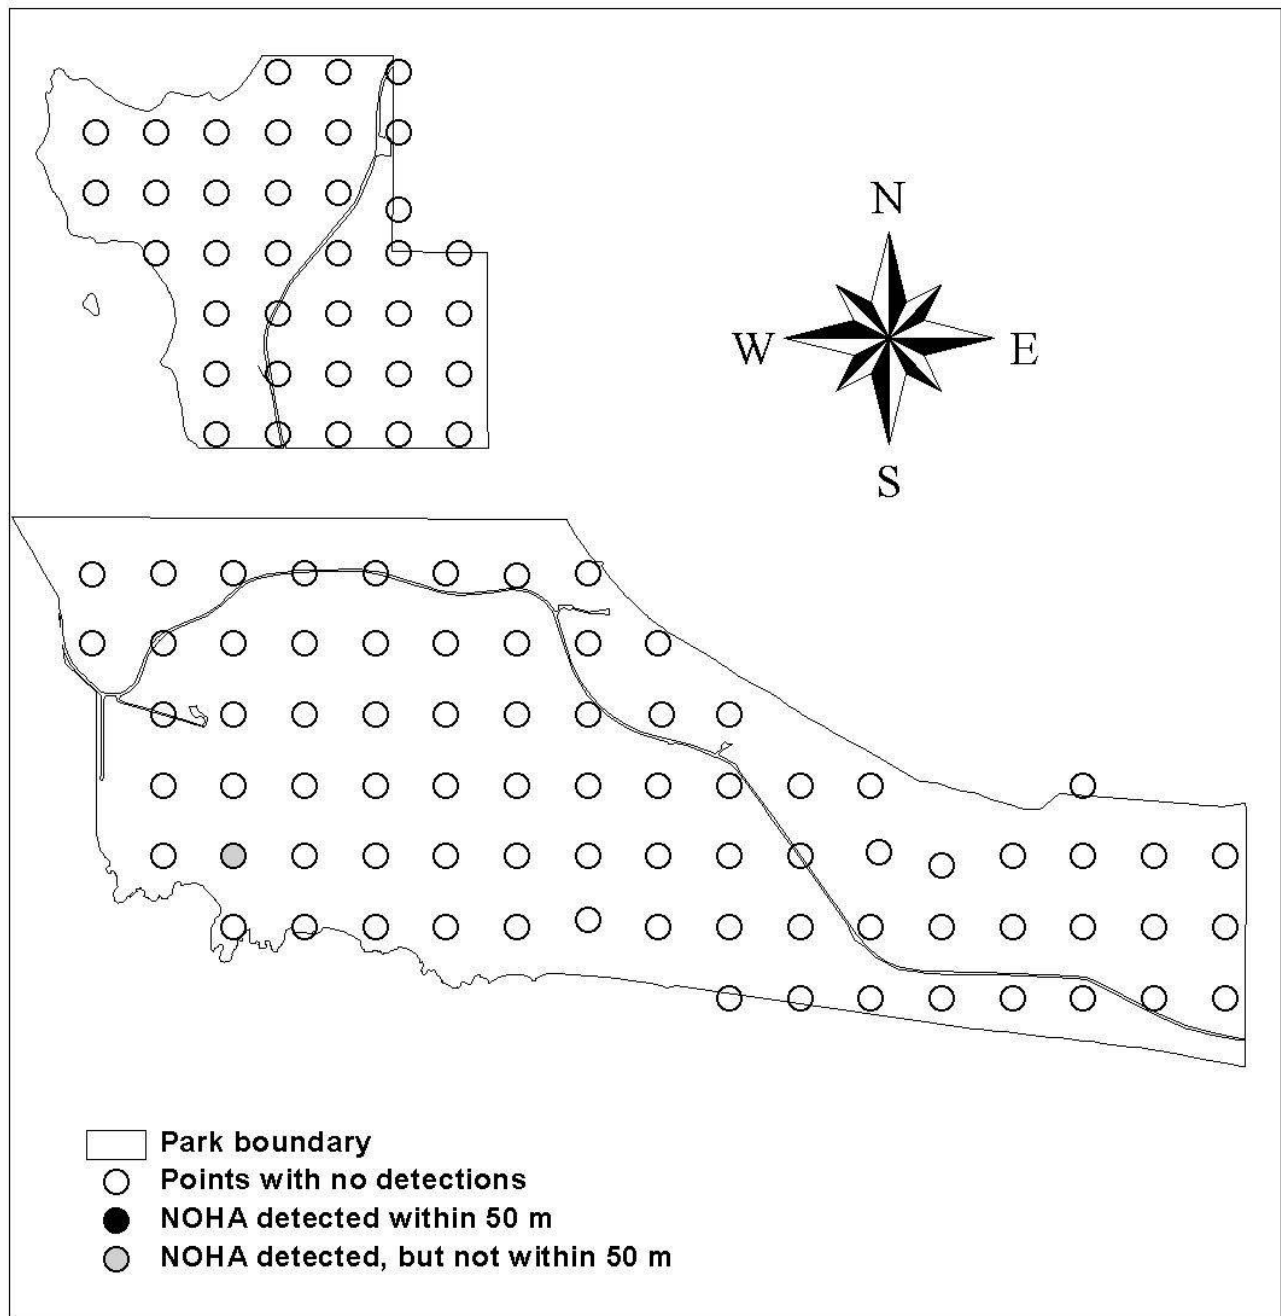 N
W E
S
Park boundary
Points with no detections
NOHA detected within 50 m
NOHA detected, but not within 50 m